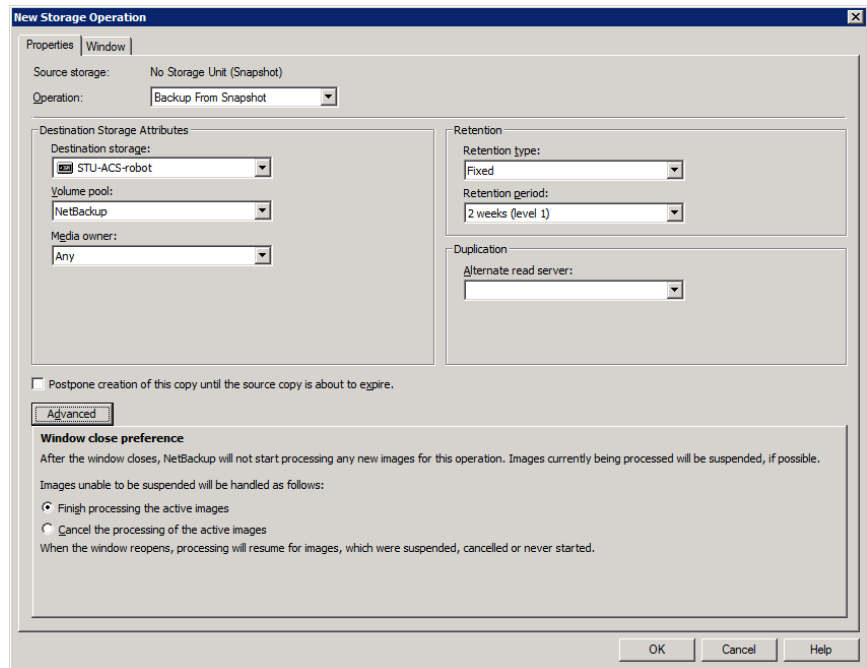 New Storage Operation
Properties
Window
Source storage: No Storage Unit (Snapshot)
Operation: Backup From Snapshot
Destination Storage Attributes
Destination storage:
STU-ACS-robot
Volume pool:
NetBackup
Media owner:
Any
Retention
Retention type:
Fixed
Retention period:
2 weeks (level 1)
Duplication
Alternate read server:
Postpone creation of this copy until the source copy is about to expire.
Advanced
Window close preference
After the window closes, NetBackup will not start processing any new images for this operation. Images currently being processed will be suspended, if possible.
Images unable to be suspended will be handled as follows:
Finish processing the active images
Cancel the processing of the active images
When the window reopens, processing will resume for images, which were suspended, cancelled or never started.
OK
Cancel
Help